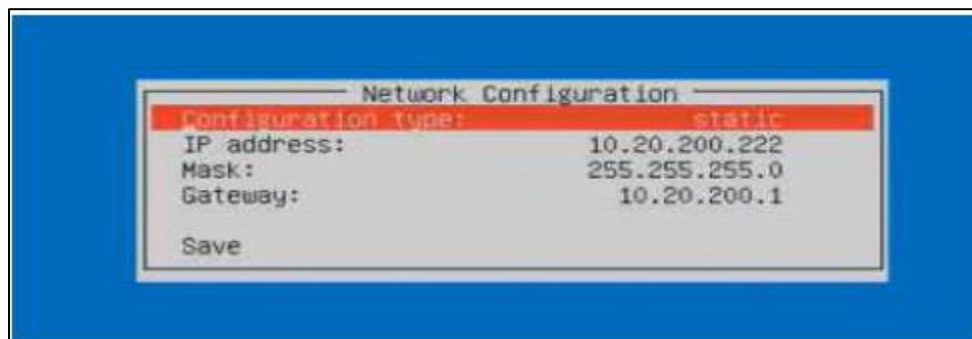 Network Configuration
Configuration type: static
IP address: 10.20.200.222
Mask: 255.255.255.0
Gateway: 10.20.200.1
Save